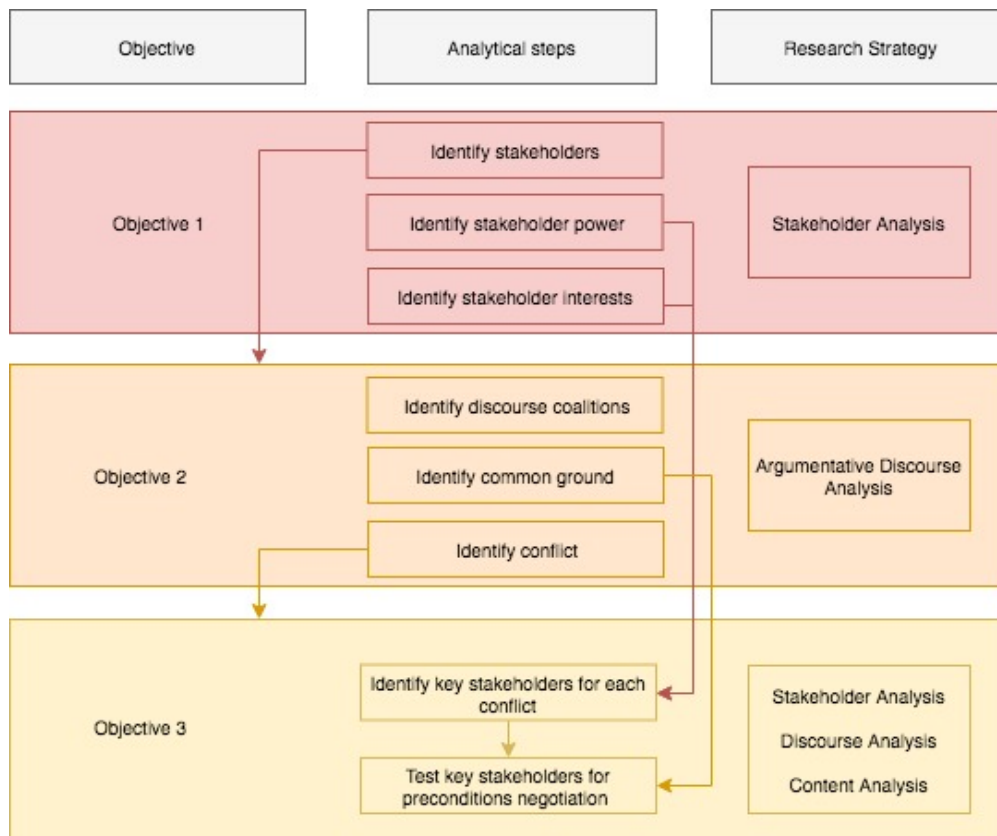 Objective
Analytical steps
Research Strategy
Objective 1
Identify stakeholders
Identify stakeholder power
Identify stakeholder interests
Stakeholder Analysis
Objective 2
Identify discourse coalitions
Identify common ground
Identify conflict
Argumentative Discourse
Analysis
Objective 3
Identify key stakeholders for each
conflict
Test key stakeholders for
preconditions negotiation
Stakeholder Analysis
Discourse Analysis
Content Analysis